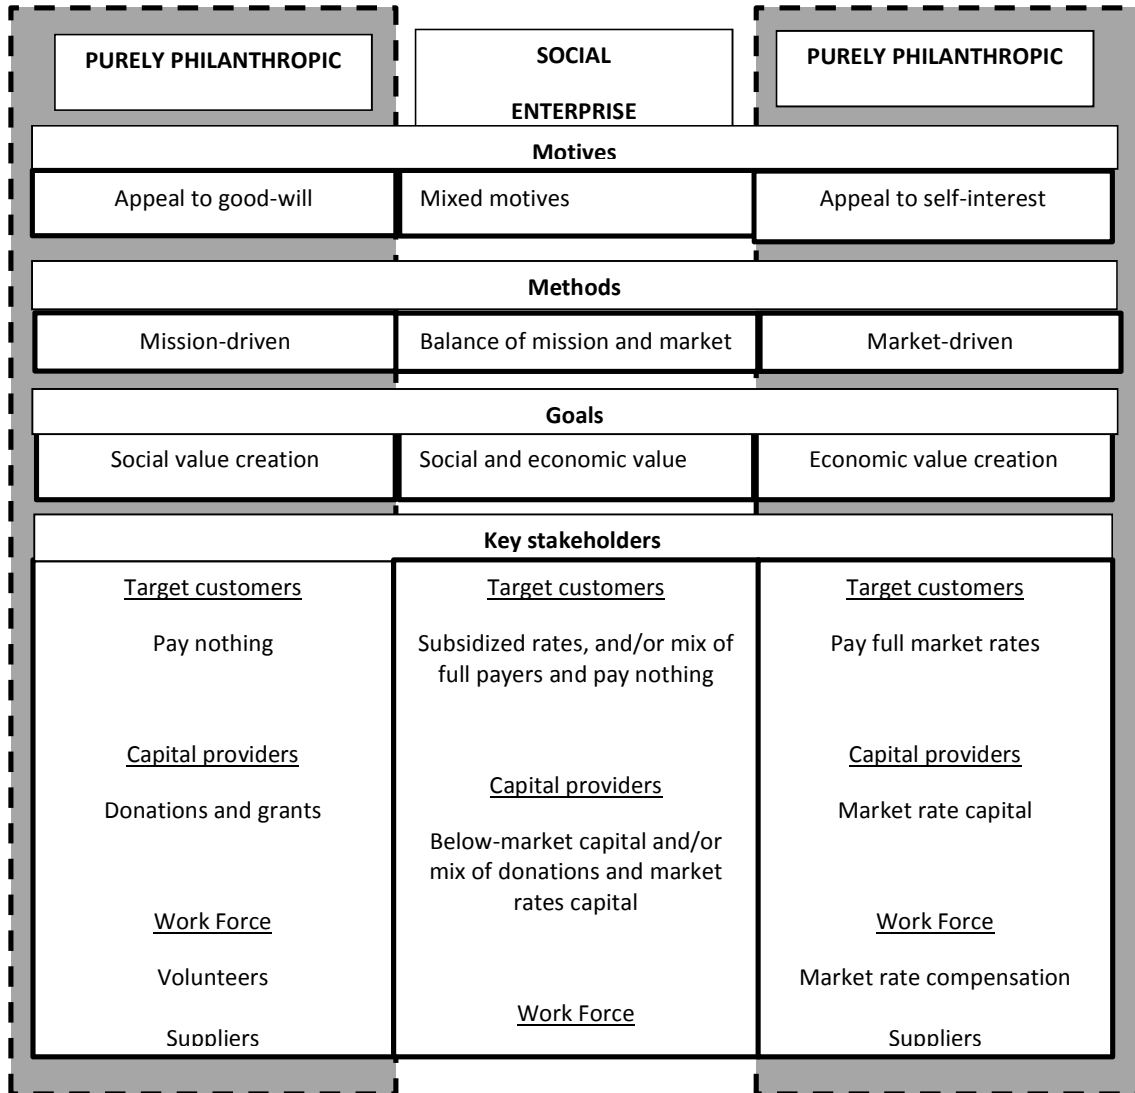 PURELY PHILANTHROPIC
SOCIAL
ENTERPRISE
PURELY PHILANTHROPIC
Motives
Appeal to good-will
Mixed motives
Appeal to self-interest
Methods
Mission-driven
Balance of mission and market
Market-driven
Goals
Social value creation
Social and economic value
Economic value creation
Key stakeholders
Target customers
Pay nothing
Capital providers
Donations and grants
Work Force
Volunteers
Suppliers
Target customers
Subsidized rates, and/or mix of
full payers and pay nothing
Capital providers
Below-market capital and/or
mix of donations and market
rates capital
Work Force
Target customers
Pay full market rates
Capital providers
Market rate capital
Work Force
Market rate compensation
Suppliers